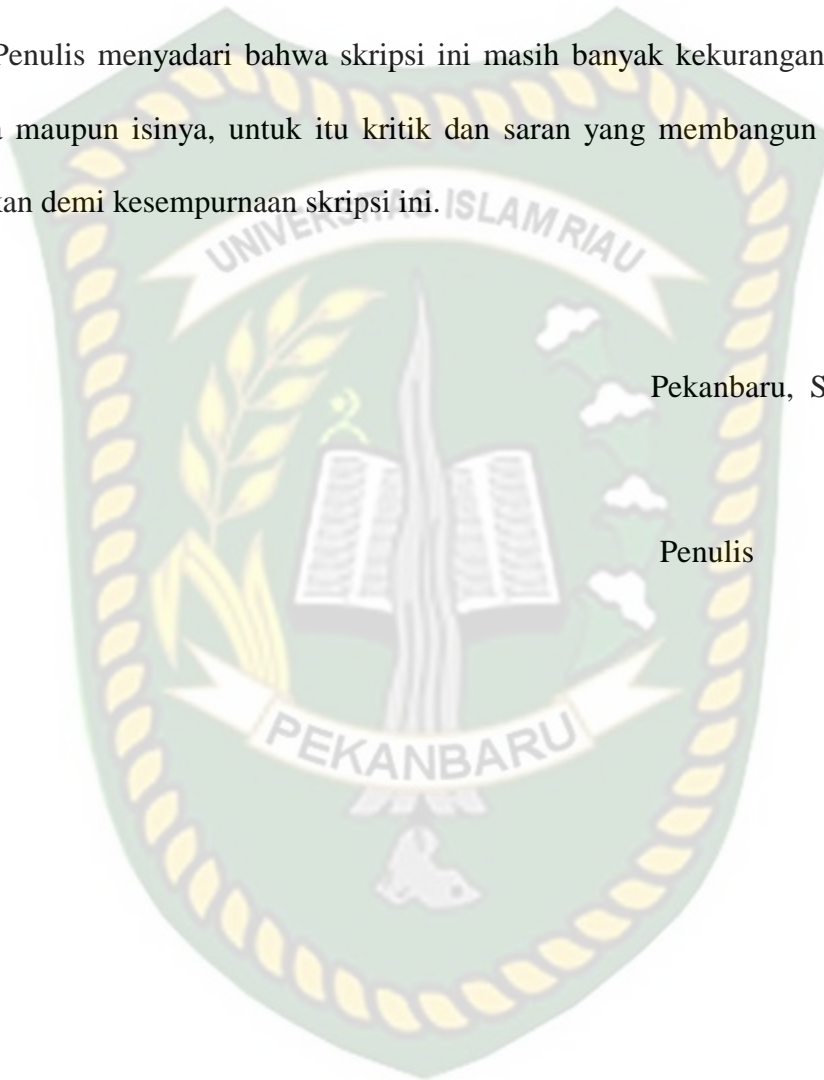 Penulis menyadari bahwa skripsi ini masih banyak kekurangan
maupun isinya, untuk itu kritik dan saran yang membangun
demi kesempurnaan skripsi ini.
UNIVERSITAS ISLAM RIAU
Pekanbaru,
Penulis
PEKANBARU